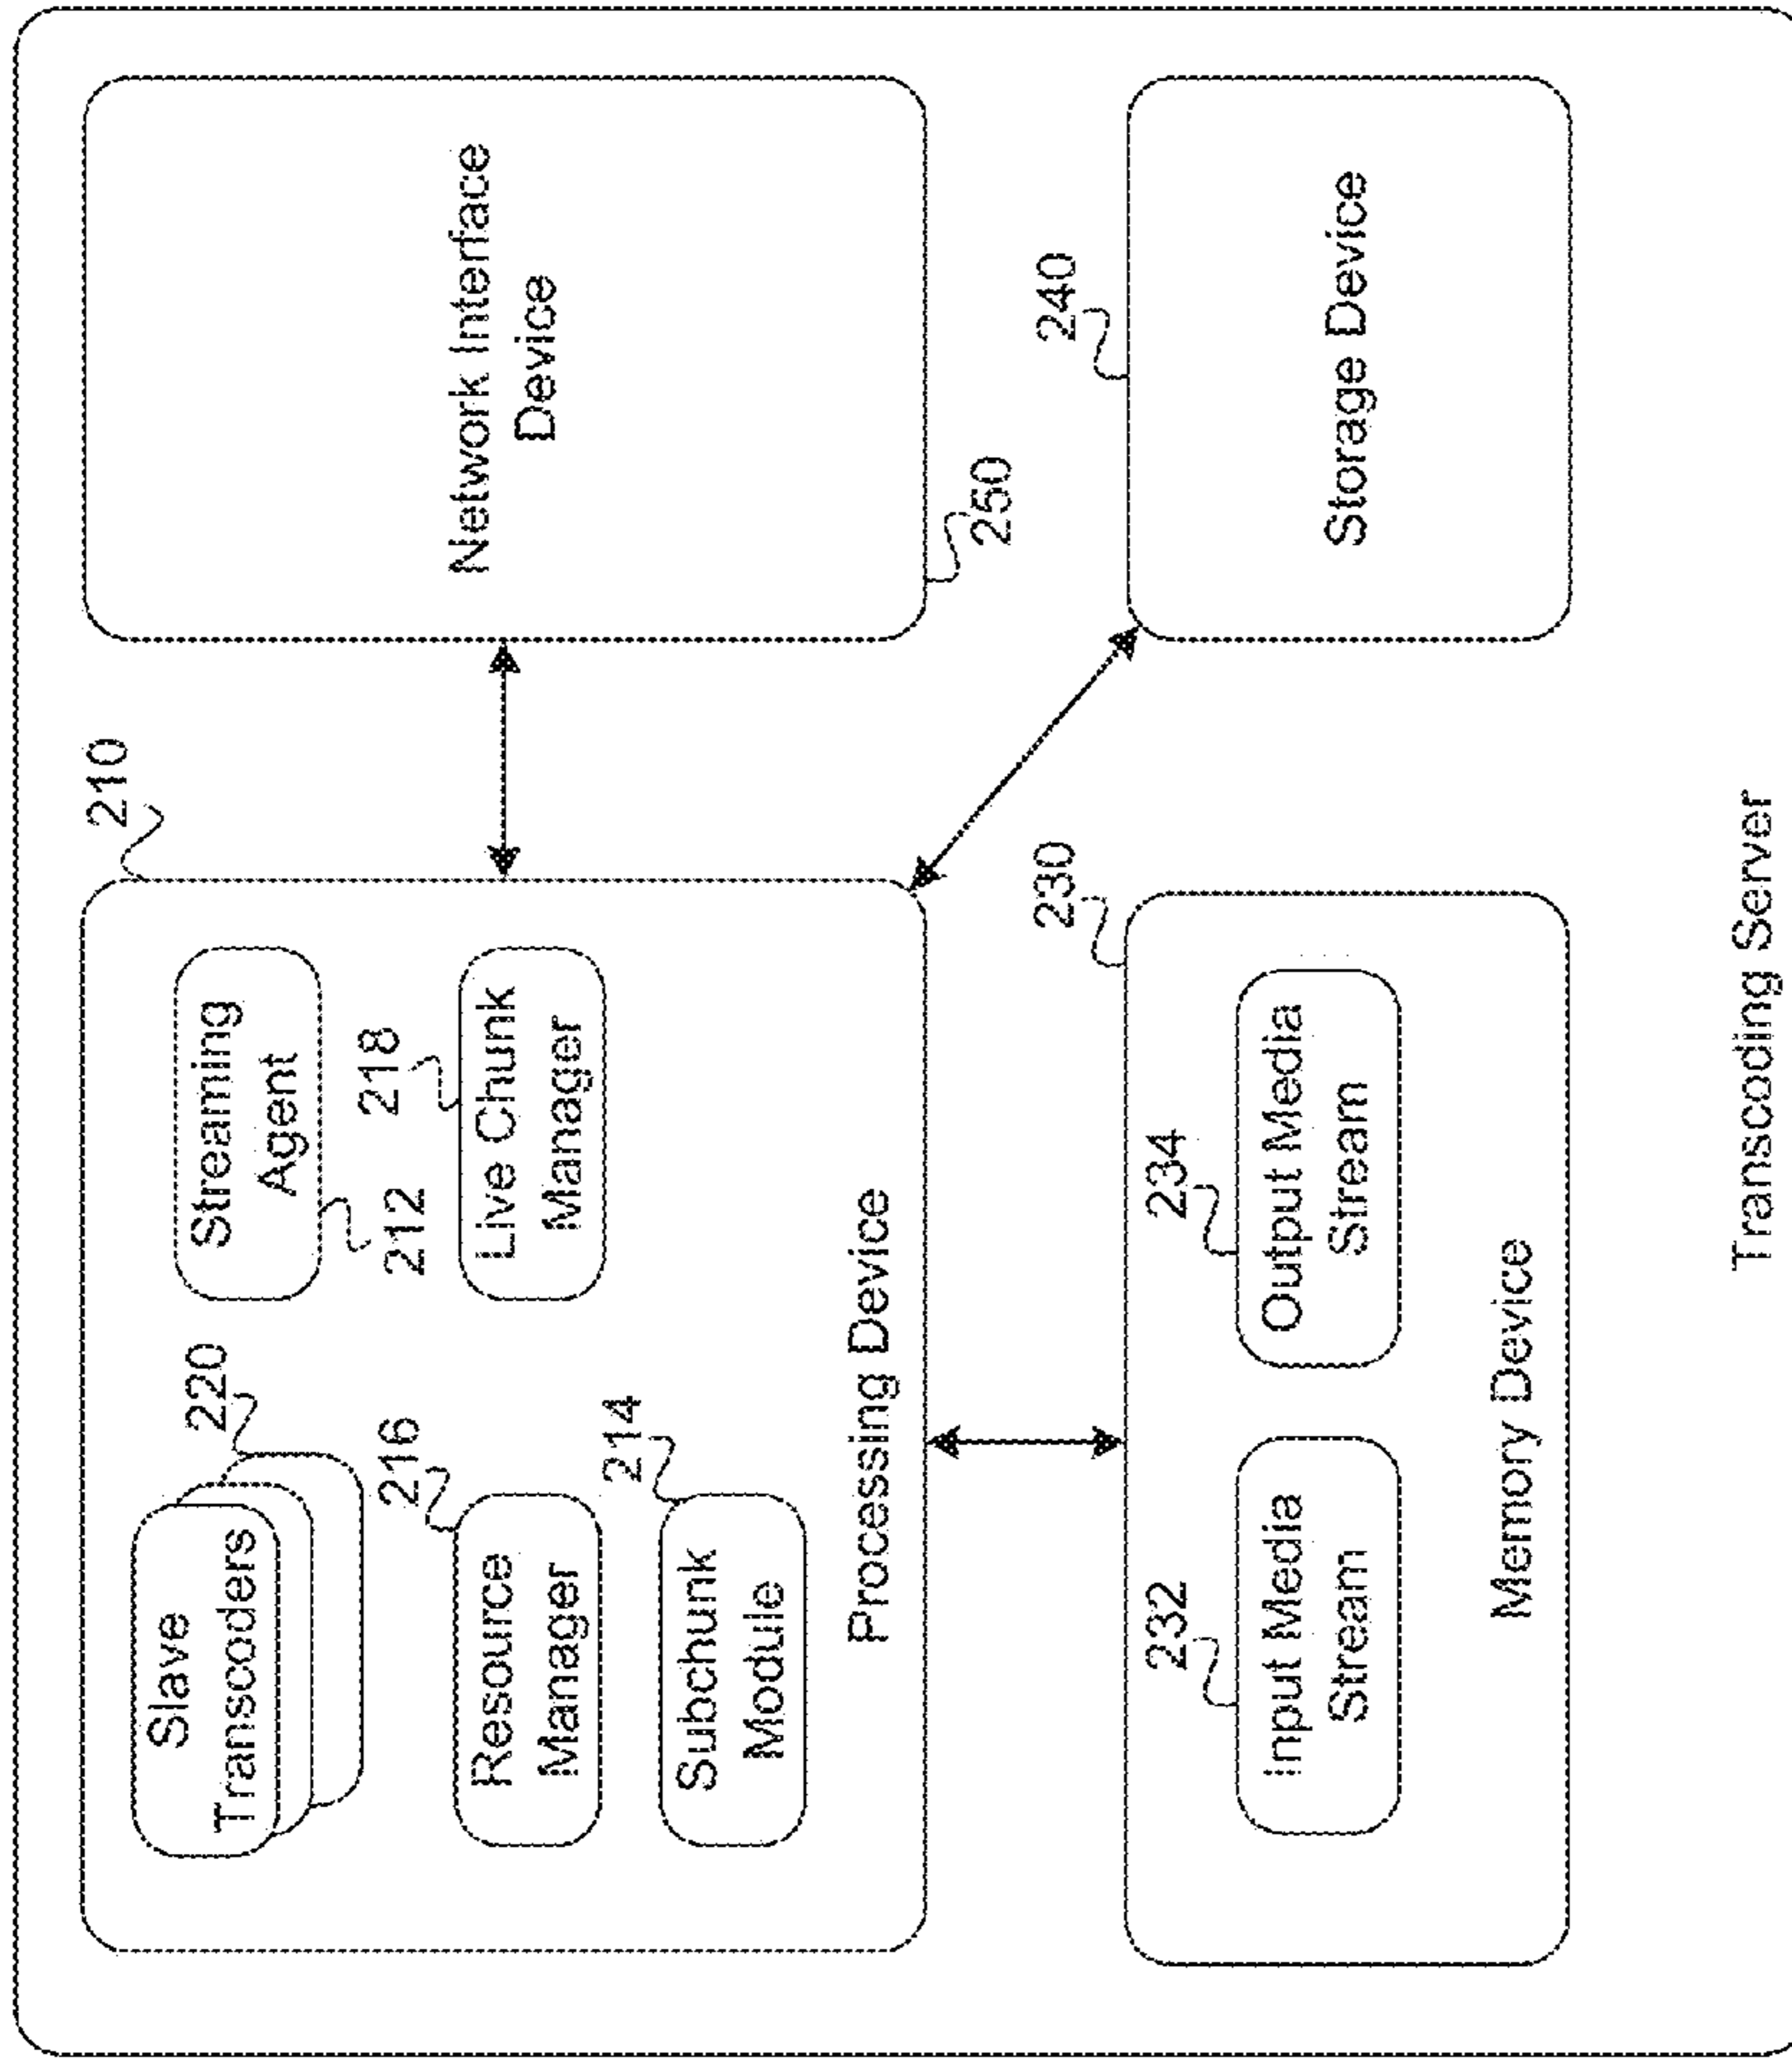 Slave
Transcoders
220
Streaming
Agent
212
210
216
Resource
Manager
218
Live Chunk
Manager
214
Subchunk
Module
Processing Device
Network Interface
Device
250
230
232
Input Media
Stream
234
Output Media
Stream
Memory Device
240
Storage Device
Transcoding Server